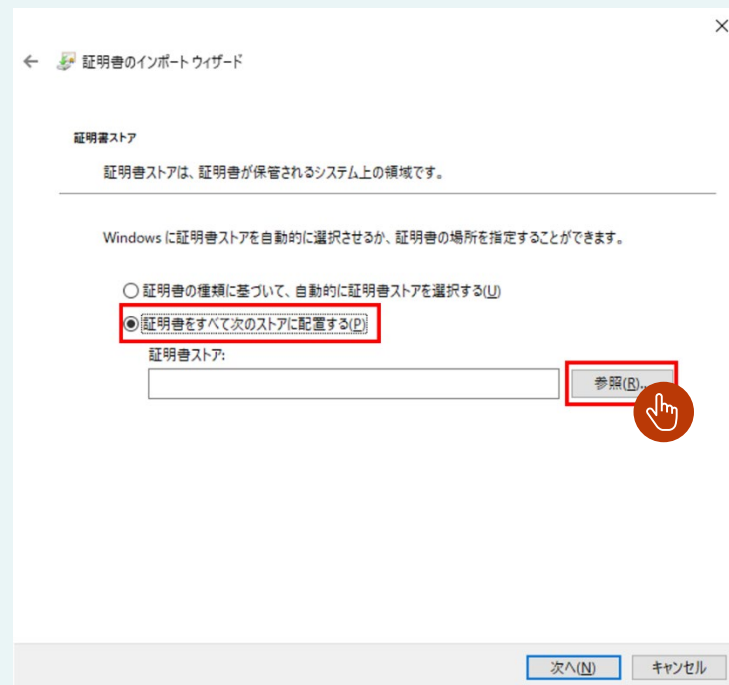 証明書のインポート ウィザード
証明書ストア
証明書ストアは、証明書が保管されるシステム上の領域です。
Windows に証明書ストアを自動的に選択させるか、証明書の場所を指定することができます。
証明書の種類に基づいて、自動的に証明書ストアを選択する(U)
証明書をすべて次のストアに配置する(P)
証明書ストア:
参照(R)...
次へ(N) キャンセル